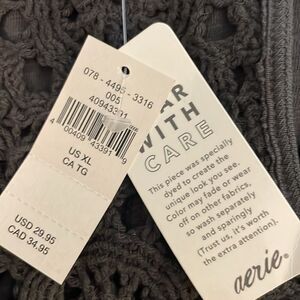 078-4495-3316
005
US XL
CA TG
USD 29.95
CAD 34.95
WITH
CARE
This piece was specially
dyed to create the
unique look you see.
Color may fade or wear
off on other fabrics,
so wash separately
and sparingly
(Trust us, it's worth
the extra attention).
aerie®